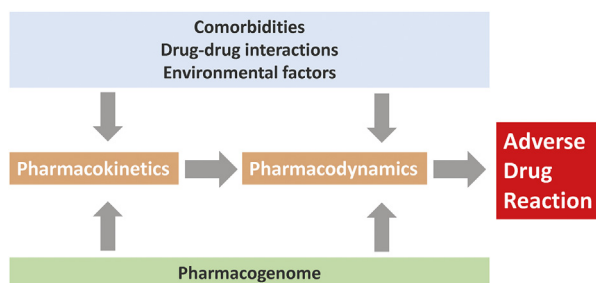 Comorbidities
Drug-drug interactions
Environmental factors
Pharmacokinetics
Pharmacodynamics
Adverse
Drug
Reaction
Pharmacogenome